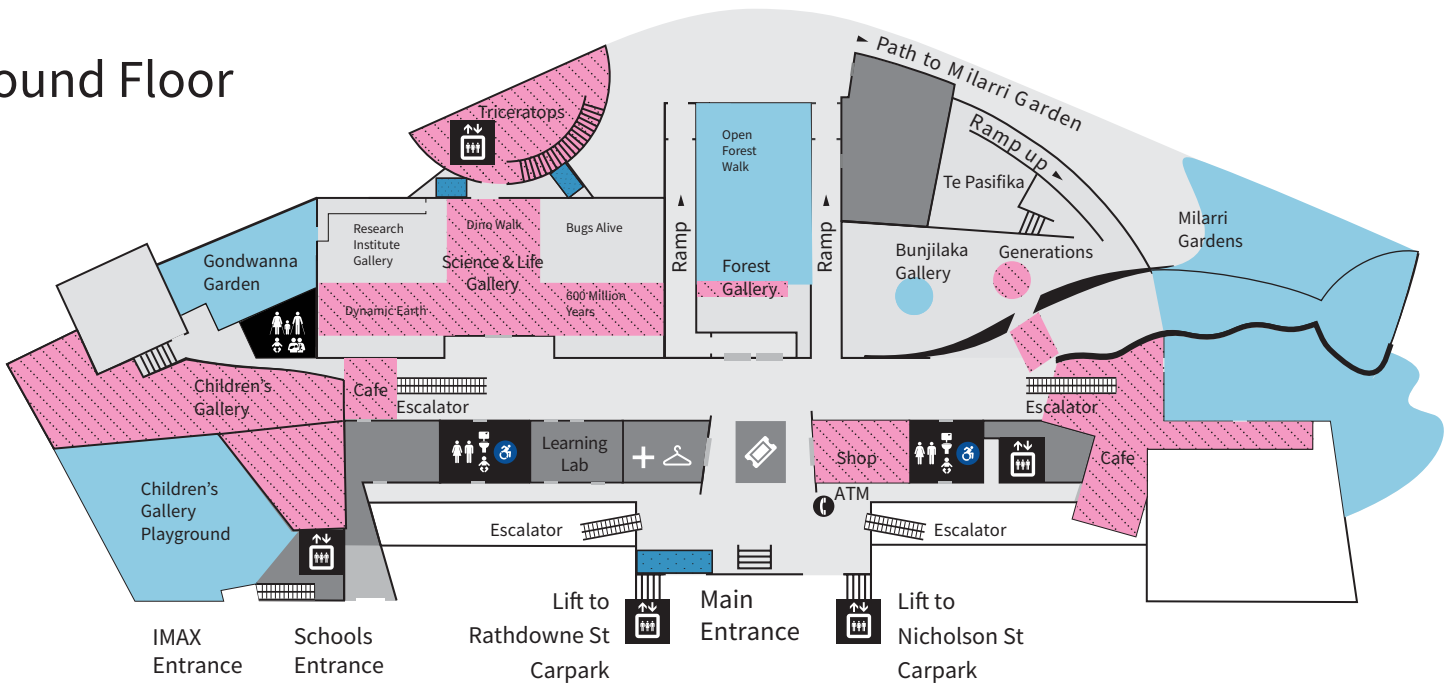 ound Floor
Path to Milarri Garden
Ramp up
Triceratops
Open
Forest
Walk
Te Pasifika
Milarri
Gardens
Research
Institute
Gallery
Dino Walk
Bugs Alive
Ramp
Ramp
Bunjilaka
Gallery
Generations
Gondwanna
Garden
Science & Life
Gallery
Forest
Gallery
Dynamic Earth
600 Million
Years
Children's
Gallery
Cafe
Escalator
Escalator
Learning
Lab
Shop
Cafe
Children's
Gallery
Playground
ATM
Escalator
Escalator
IMAX
Entrance
Schools
Entrance
Lift to
Rathdowne St
Carpark
Main
Entrance
Lift to
Nicholson St
Carpark